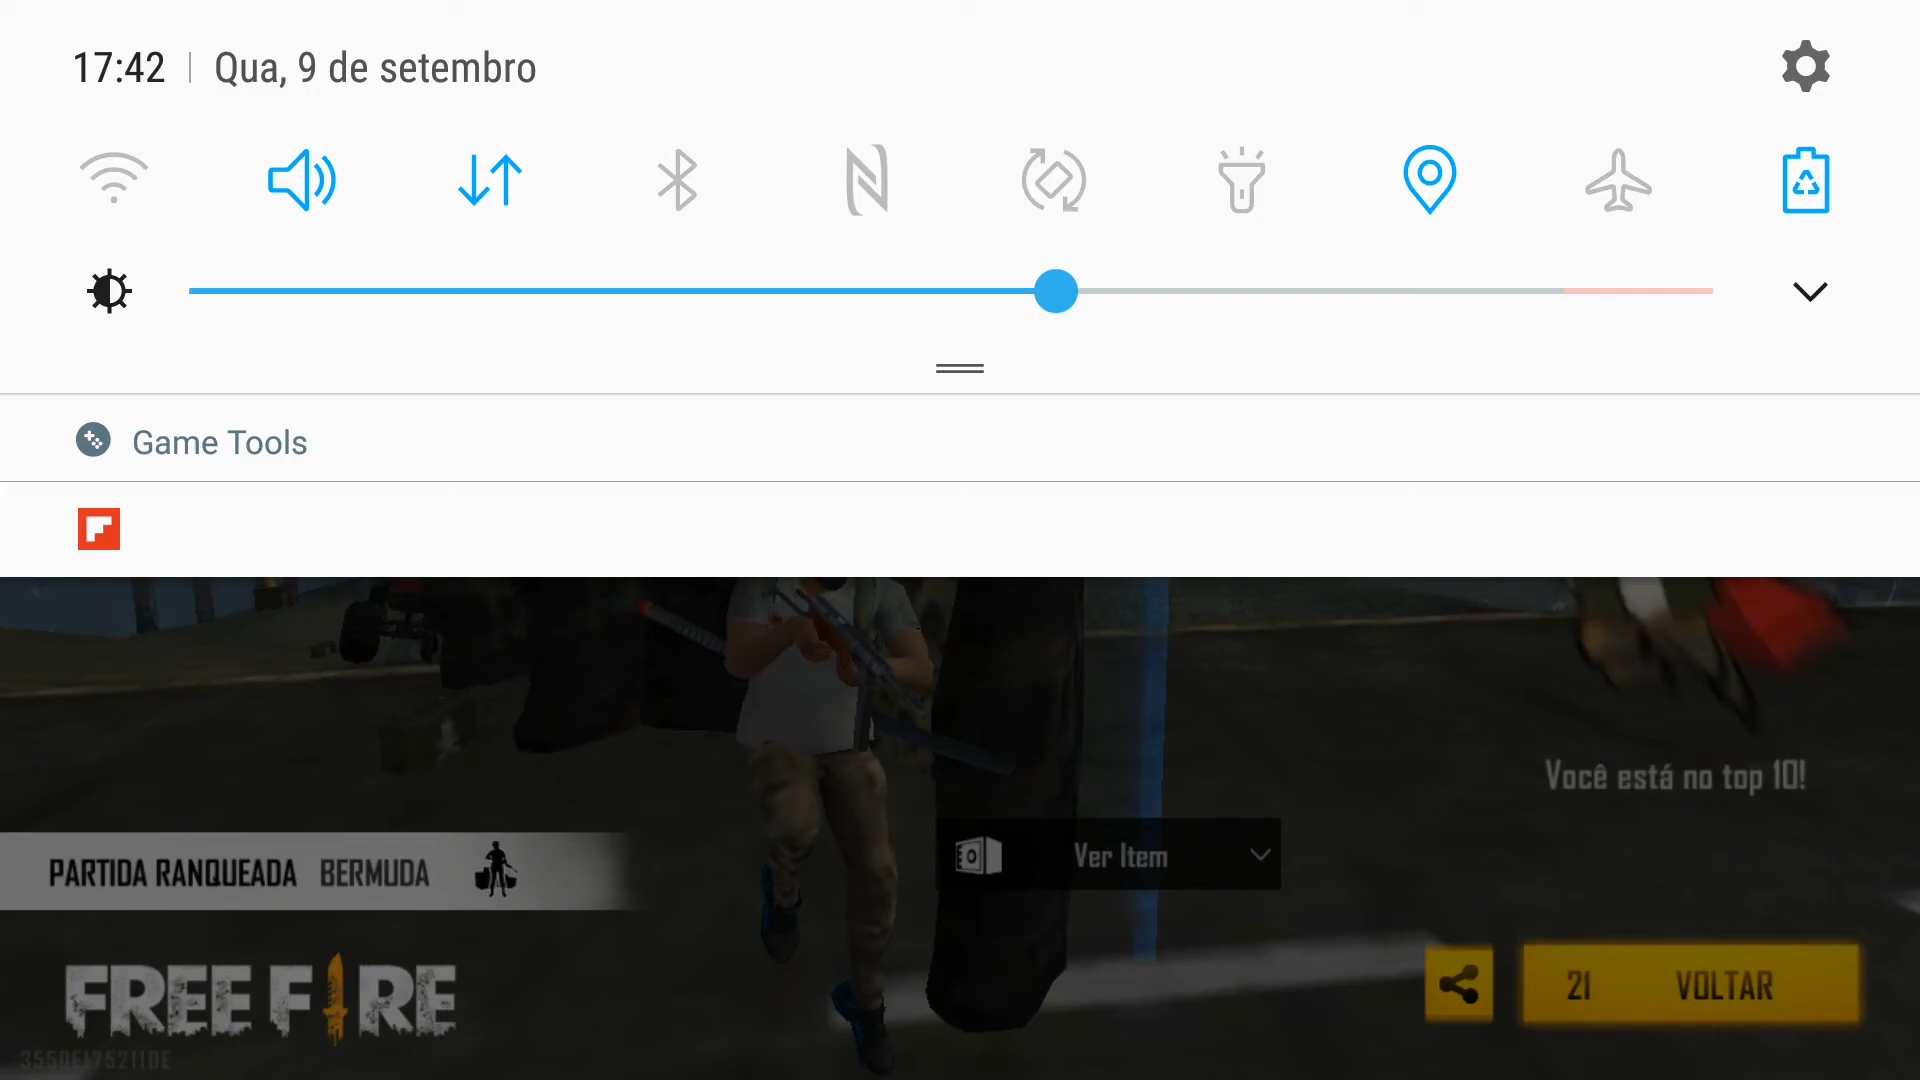 17:42 | Qua, 9 de setembro
Game Tools
Você está no top 10!
Ver Item
PARTIDA RANQUEADA BERMUDA
FREE FIRE
21 VOLTAR